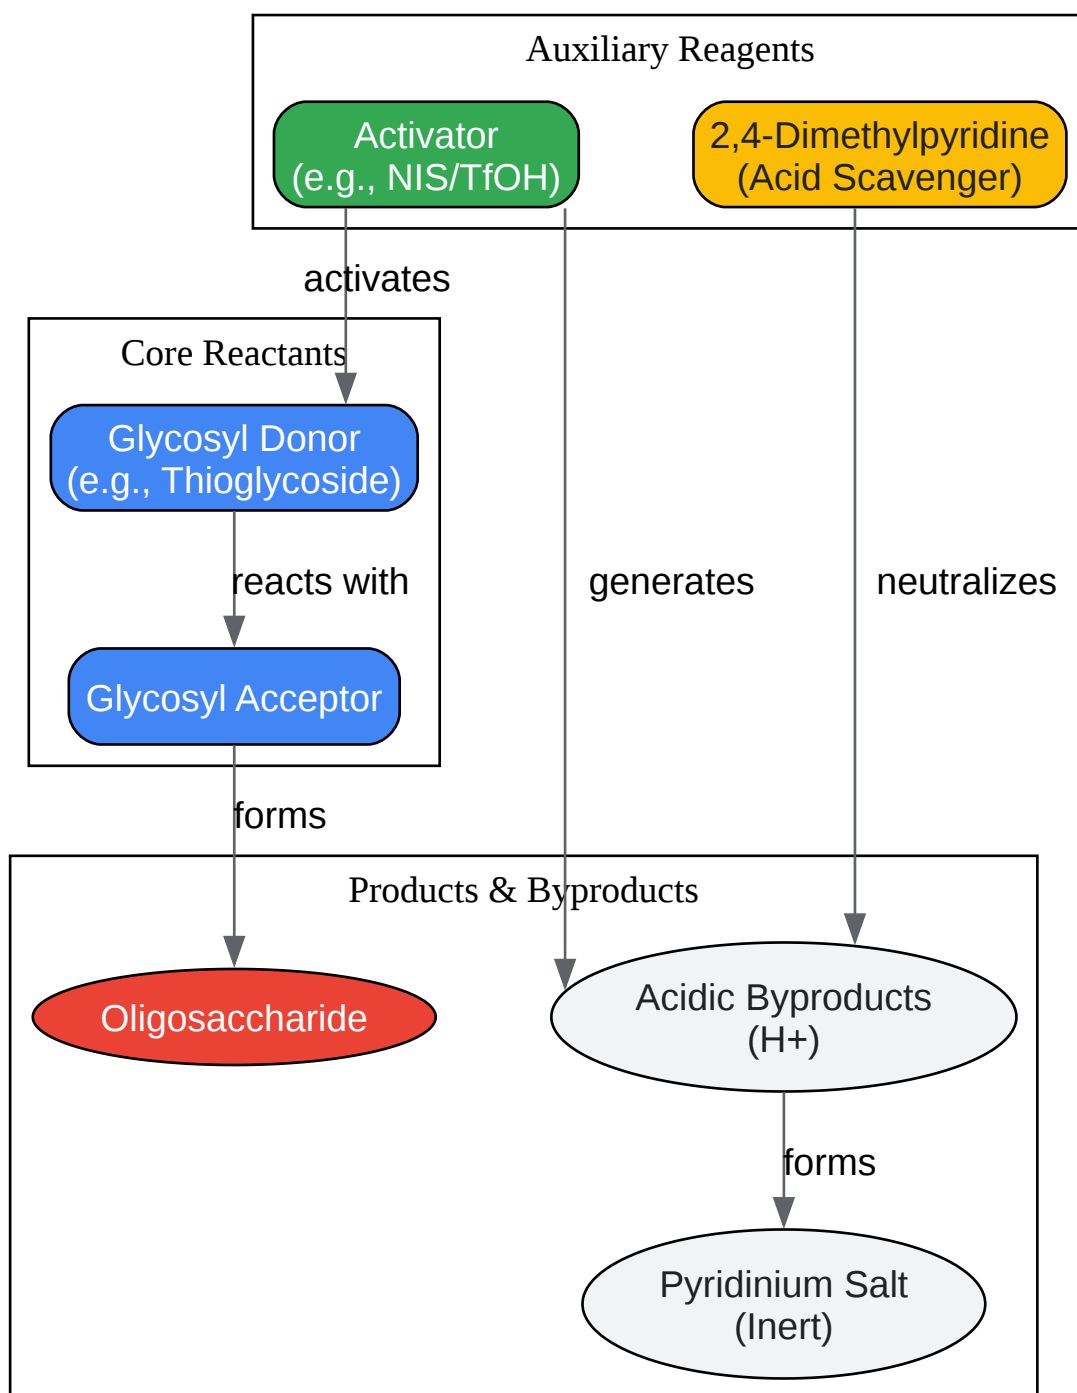 Auxiliary Reagents
Activator
(e.g., NIS/TfOH)
2,4-Dimethylpyridine
(Acid Scavenger)
activates
Core Reactants
Glycosyl Donor
(e.g., Thioglycoside)
reacts with
generates
neutralizes
Glycosyl Acceptor
forms
Products & Byproducts
Oligosaccharide
Acidic Byproducts
(H+)
forms
Pyridinium Salt
(Inert)